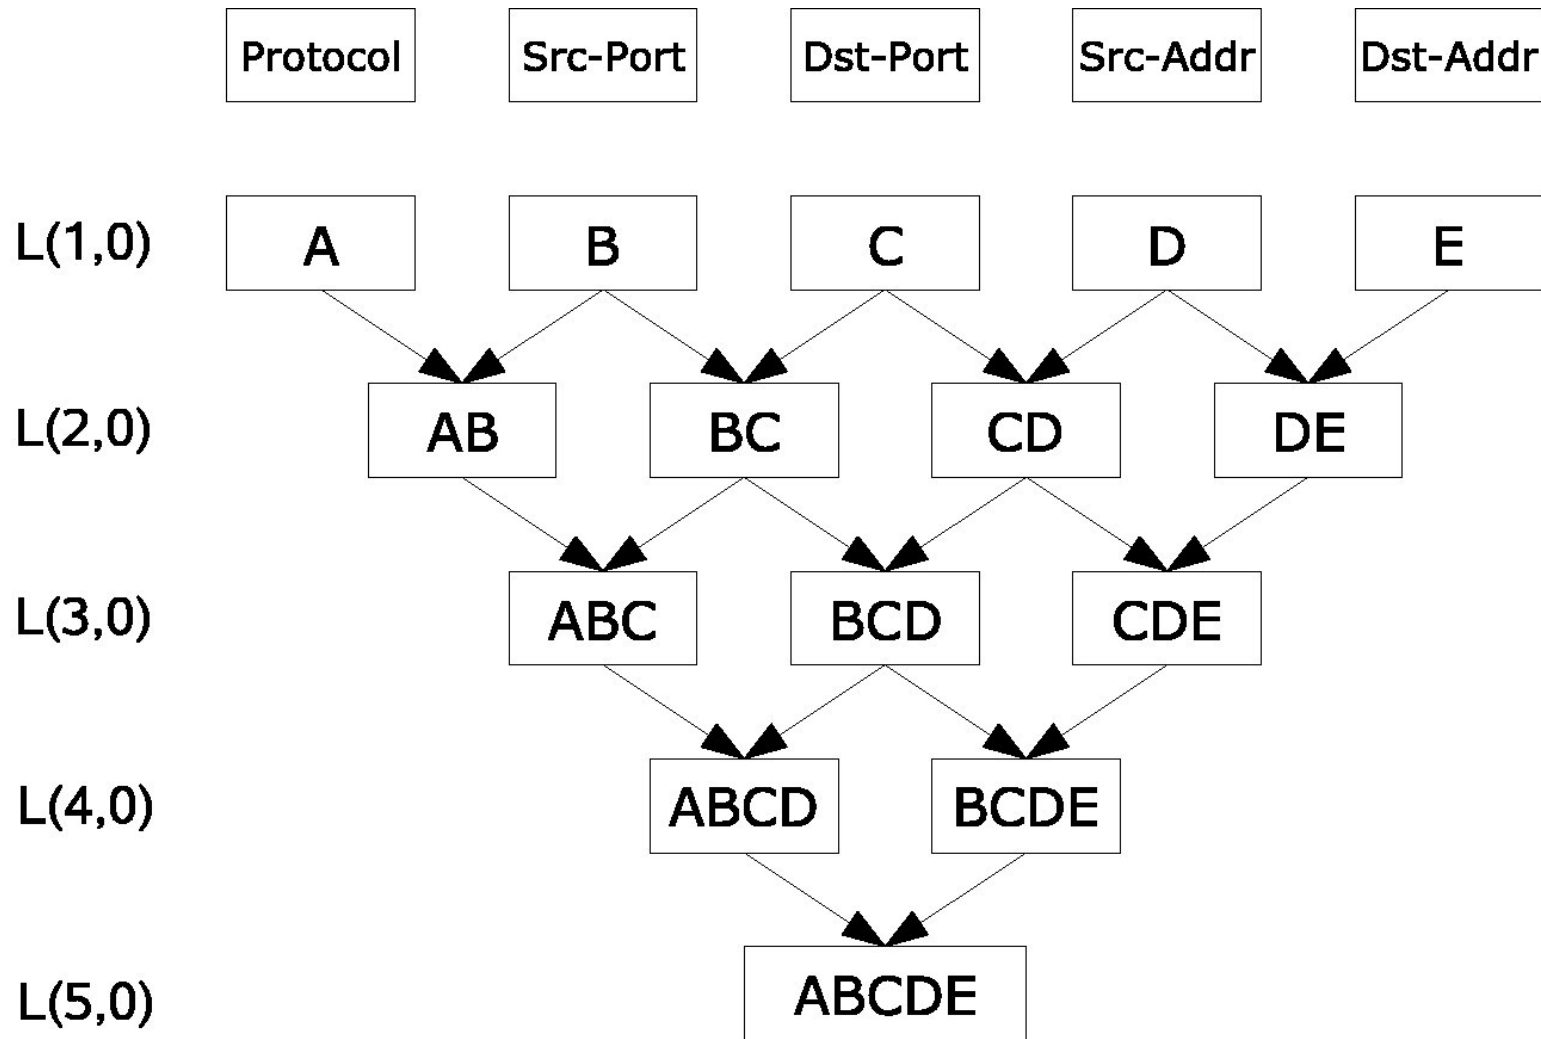 Protocol Src-Port Dst-Port Src-Addr Dst-Addr
L(1,0) A B C D E
L(2,0) AB BC CD DE
L(3,0) ABC BCD CDE
L(4,0) ABCD BCDE
L(5,0) ABCDE